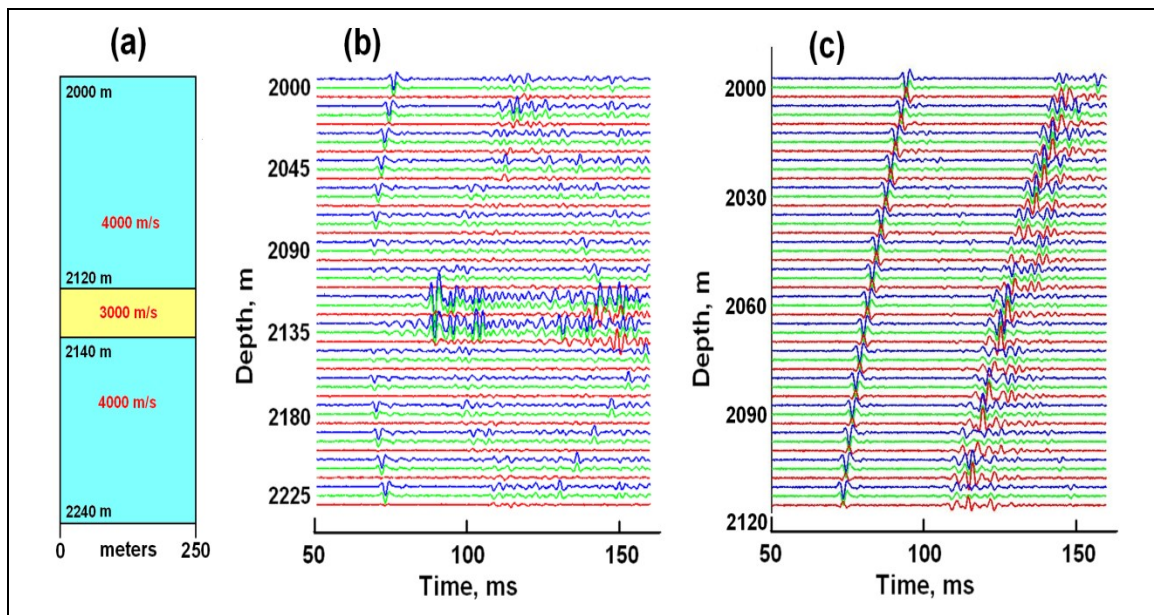 (a)
2000 m
4000 m/s
2120 m
3000 m/s
2140 m
4000 m/s
2240 m
0 meters 250
(b)
Depth, m
2000
2045
2090
2135
2180
2225
50 100 150
Time, ms
(c)
Depth, m
2000
2030
2060
2090
2120
50 100 150
Time, ms